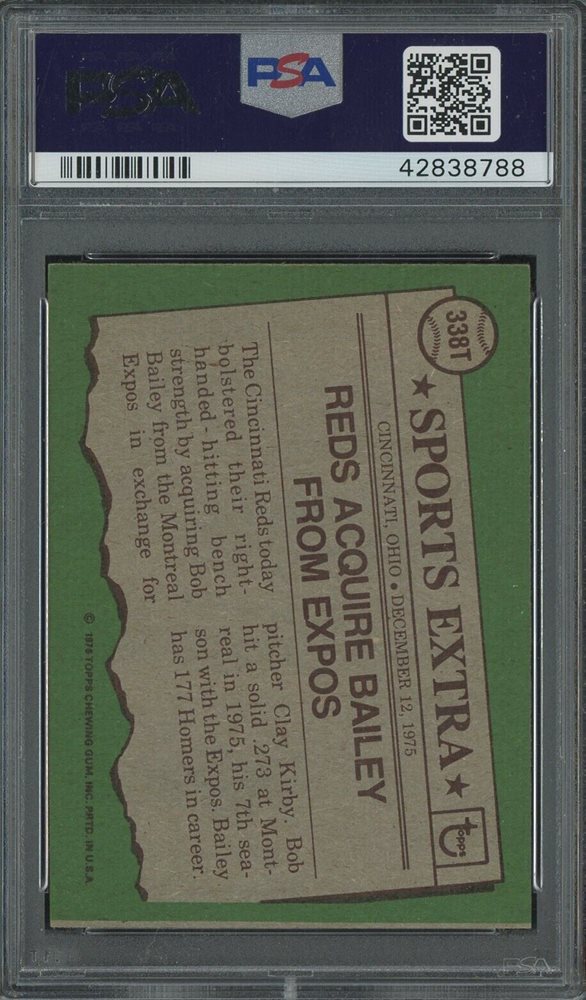 PSA
PSA
42838788
338T
★ SPORTS EXTRA ★
topps
CINCINNATI, OHIO • DECEMBER 12, 1975
REDS ACQUIRE BAILEY
FROM EXPOS
The Cincinnati Reds today
bolstered their right-
handed - hitting bench
strength by acquiring Bob
Bailey from the Montreal
Expos in exchange for
pitcher Clay Kirby. Bob
hit a solid .273 at Mont-
real in 1975, his 7th sea-
son with the Expos. Bailey
has 177 Homers in career.
© 1976 TOPPS CHEWING GUM, INC. PRTD. IN U.S.A.
PSA